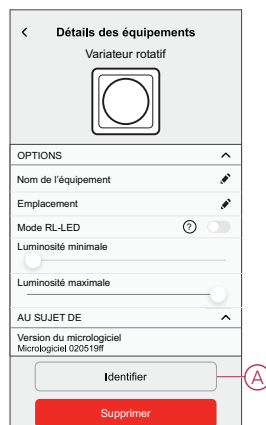 Détails des équipements
Variateur rotatif
OPTIONS
Nom de l'équipement
Emplacement
Mode RL-LED ?
Luminosité minimale
Luminosité maximale
AU SUJET DE
Version du micrologiciel
Micrologiciel 020519ff
Identifier
A
Supprimer